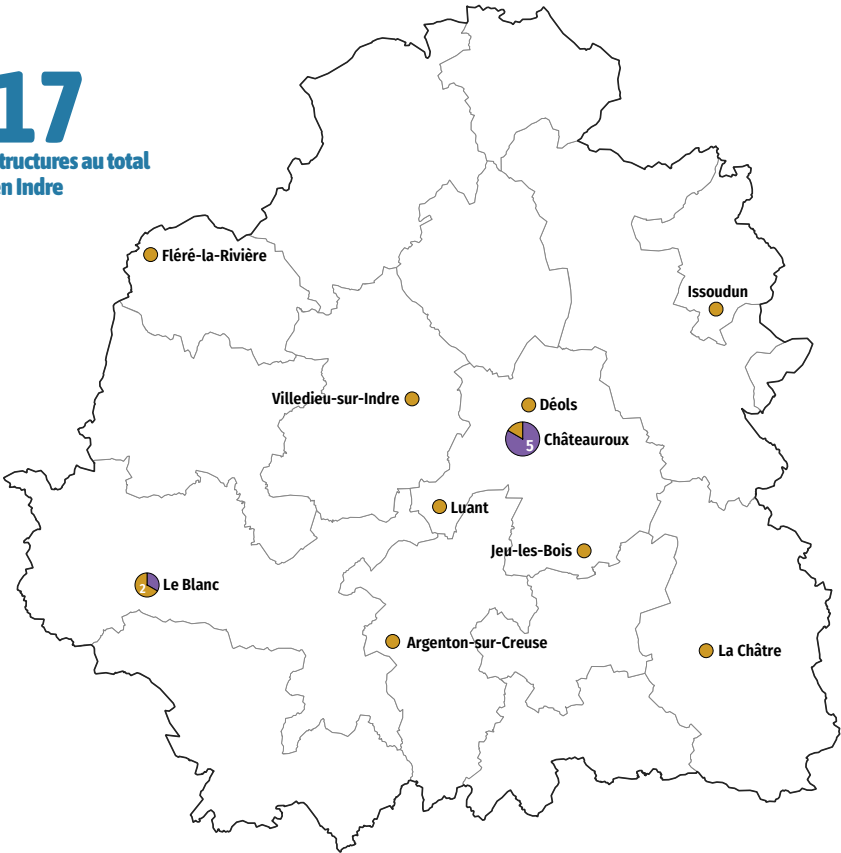 17
tructures au total
en Indre
Fléré-la-Rivière
Issoudun
Villedieu-sur-Indre
Déols
5
Châteauroux
Luant
Jeu-les-Bois
2
Le Blanc
Argenton-sur-Creuse
La Châtre